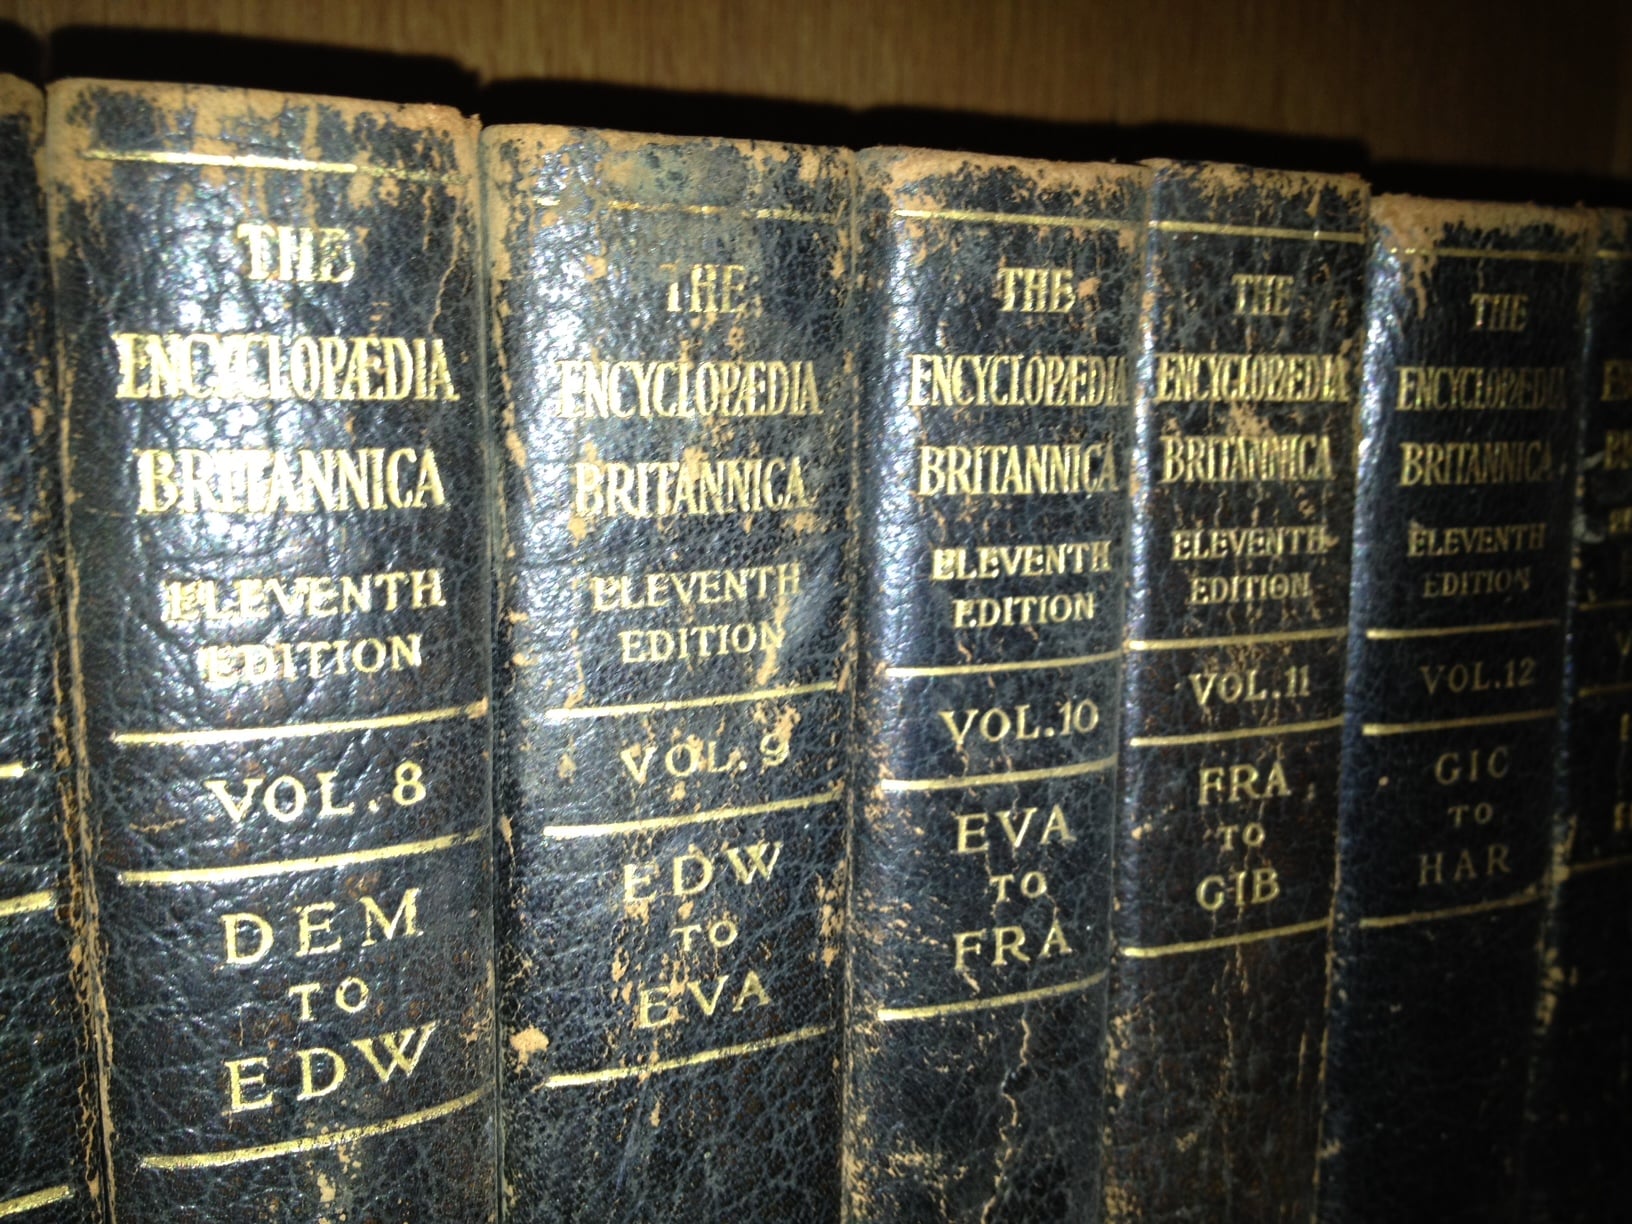 THE
ENCYCLOPÆDIA
BRITANNICA
ELEVENTH
EDITION
VOL. 8
DEM
TO
EDW
THE
ENCYCLOPÆDIA
BRITANNICA
ELEVENTH
EDITION
VOL. 9
EDW
TO
EVA
THE
ENCYCLOPÆDIA
BRITANNICA
ELEVENTH
EDITION
VOL. 10
EVA
TO
FRA
THE
ENCYCLOPÆDIA
BRITANNICA
ELEVENTH
EDITION
VOL. 11
FRA
TO
GIB
THE
ENCYCLOPÆDIA
BRITANNICA
ELEVENTH
EDITION
VOL. 12
GIC
TO
HAR